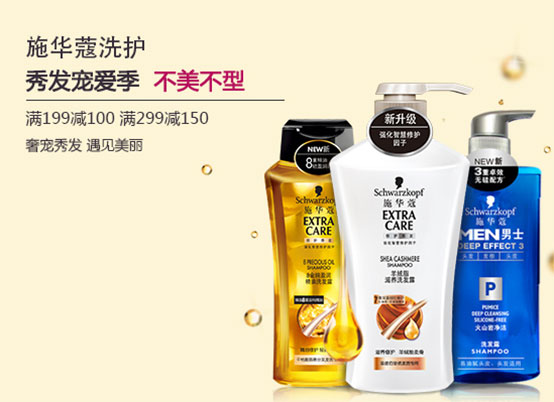 施华蔻洗护
秀发宠爱季 不美不型
满199减100 满299减150
奢宠秀发 遇见美丽
NEW新
Schwarzkopf
施华蔻
EXTRA
CARE
8 PRECIOUS OIL
SHAMPOO
新升级
强化智慧修护
因子
Schwarzkopf
施华蔻
EXTRA
CARE
SHEA CASHMERE
SHAMPOO
羊绒脂
滋养洗发露
NEW新
3重卓效
无硅配方
Schwarzkopf
施华蔻
MEN男士
DEEP EFFECT 3
P
PUMICE
DEEP CLEANSING
SILICONE-FREE
火山岩净活
洗发露
SHAMPOO